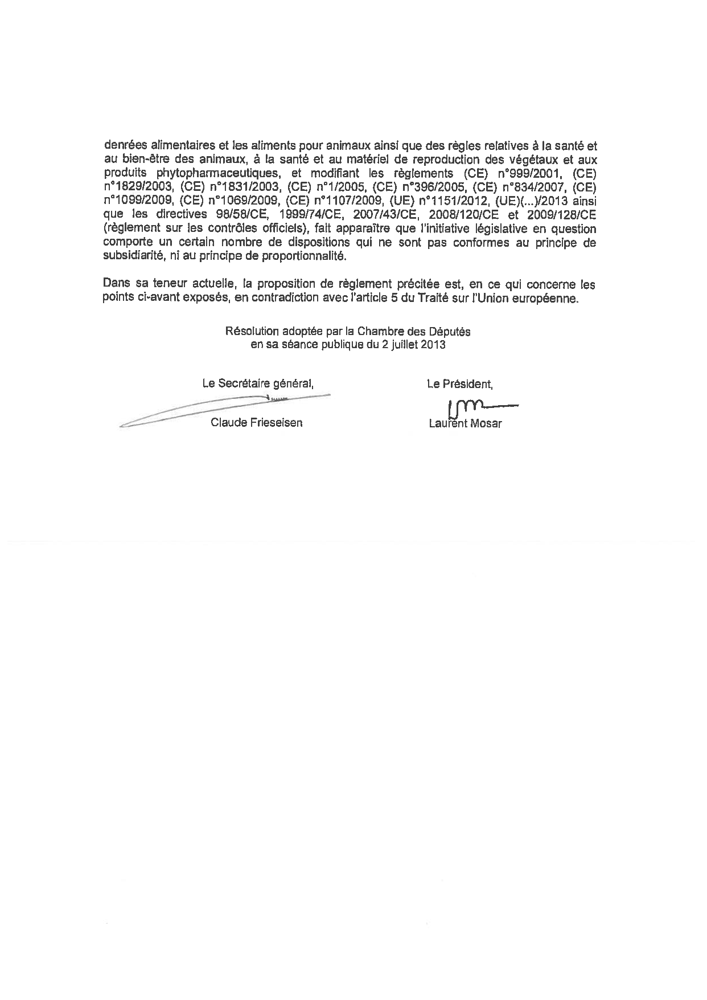 denrées alimentaires et les aliments pour animaux ainsi que des règles relatives à la santé et
au bien-être des animaux, à la santé et au matériel de reproduction des végétaux et aux
produits phytopharmaceutiques, et modifiant les règlements (CE) n°999/2001, (CE)
n°1829/2003, (CE) n°1831/2003, (CE) n°1/2005, (CE) n°396/2005, (CE) n°834/2007, (CE)
n°1099/2009, (CE) n°1069/2009, (CE) n°1107/2009, (UE) n°1151/2012, (UE)(...)/2013 ainsi
que les directives 98/58/CE, 1999/74/CE, 2007/43/CE, 2008/120/CE et 2009/128/CE
(règlement sur les contrôles officiels), fait apparaître que l'initiative législative en question
comporte un certain nombre de dispositions qui ne sont pas conformes au principe de
subsidiarité, ni au principe de proportionnalité.
Dans sa teneur actuelle, la proposition de règlement précitée est, en ce qui concerne les
points ci-avant exposés, en contradiction avec l'article 5 du Traité sur l'Union européenne.
Résolution adoptée par la Chambre des Députés
en sa séance publique du 2 juillet 2013
Le Secrétaire général, Le Président,
Claude Frieseisen Laurent Mosar